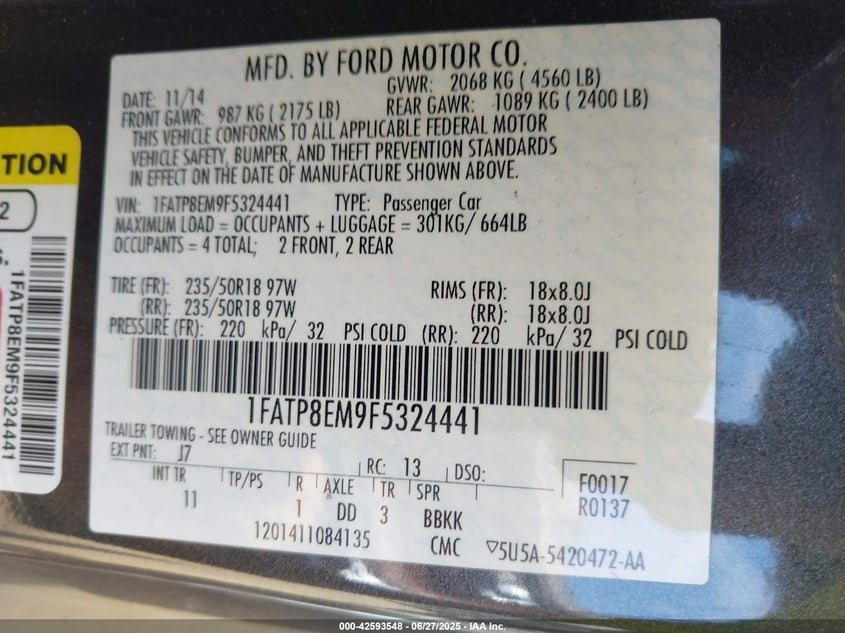 MFD. BY FORD MOTOR CO.
DATE: 11/14 GVWR: 2068 KG ( 4560 LB)
FRONT GAWR: 987 KG ( 2175 LB) REAR GAWR: 1089 KG ( 2400 LB)
THIS VEHICLE CONFORMS TO ALL APPLICABLE FEDERAL MOTOR
VEHICLE SAFETY, BUMPER, AND THEFT PREVENTION STANDARDS
IN EFFECT ON THE DATE OF MANUFACTURE SHOWN ABOVE.
VIN: 1FATP8EM9F5324441 TYPE: Passenger Car
MAXIMUM LOAD = OCCUPANTS + LUGGAGE = 301KG/ 664LB
OCCUPANTS = 4 TOTAL; 2 FRONT, 2 REAR
TIRE (FR): 235/50R18 97W RIMS (FR): 18x8.0J
(RR): 235/50R18 97W (RR): 18x8.0J
PRESSURE (FR): 220 kPa/ 32 PSI COLD (RR): 220 kPa/ 32 PSI COLD
1FATP8EM9F5324441
TRAILER TOWING - SEE OWNER GUIDE
EXT PNT: J7 RC: 13 DSO:
INT TR TP/PS R AXLE TR SPR F0017
11 1 DD 3 BBKK R0137
1201411084135 CMC ▽5U5A-5420472-AA
TION
2
1FATP8EM9F5324441
000-42593548 - 06/27/2025 - IAA Inc.